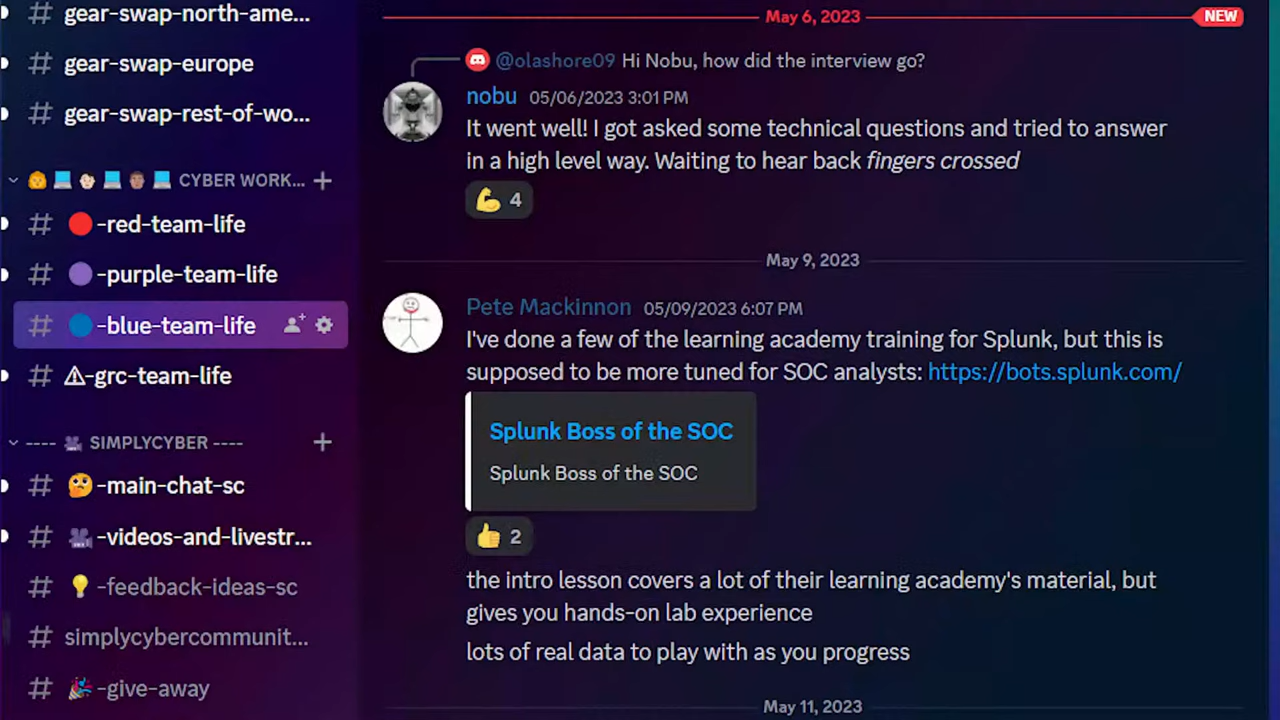 # gear-swap-north-ame...
# gear-swap-europe
# gear-swap-rest-of-wo...
CYBER WORK... +
# 🔴-red-team-life
# 🟣-purple-team-life
# 🔵-blue-team-life
# ⚠-grc-team-life
---- 🎥 SIMPLYCYBER ---- +
# 🤔-main-chat-sc
# 🎥-videos-and-livestr...
# 💡-feedback-ideas-sc
# simplycybercommunit...
# 🎉-give-away
May 6, 2023 NEW
@olashore09 Hi Nobu, how did the interview go?
nobu 05/06/2023 3:01 PM
It went well! I got asked some technical questions and tried to answer
in a high level way. Waiting to hear back fingers crossed
💪 4
May 9, 2023
Pete Mackinnon 05/09/2023 6:07 PM
I've done a few of the learning academy training for Splunk, but this is
supposed to be more tuned for SOC analysts: https://bots.splunk.com/
Splunk Boss of the SOC
Splunk Boss of the SOC
👍 2
the intro lesson covers a lot of their learning academy's material, but
gives you hands-on lab experience
lots of real data to play with as you progress
May 11, 2023